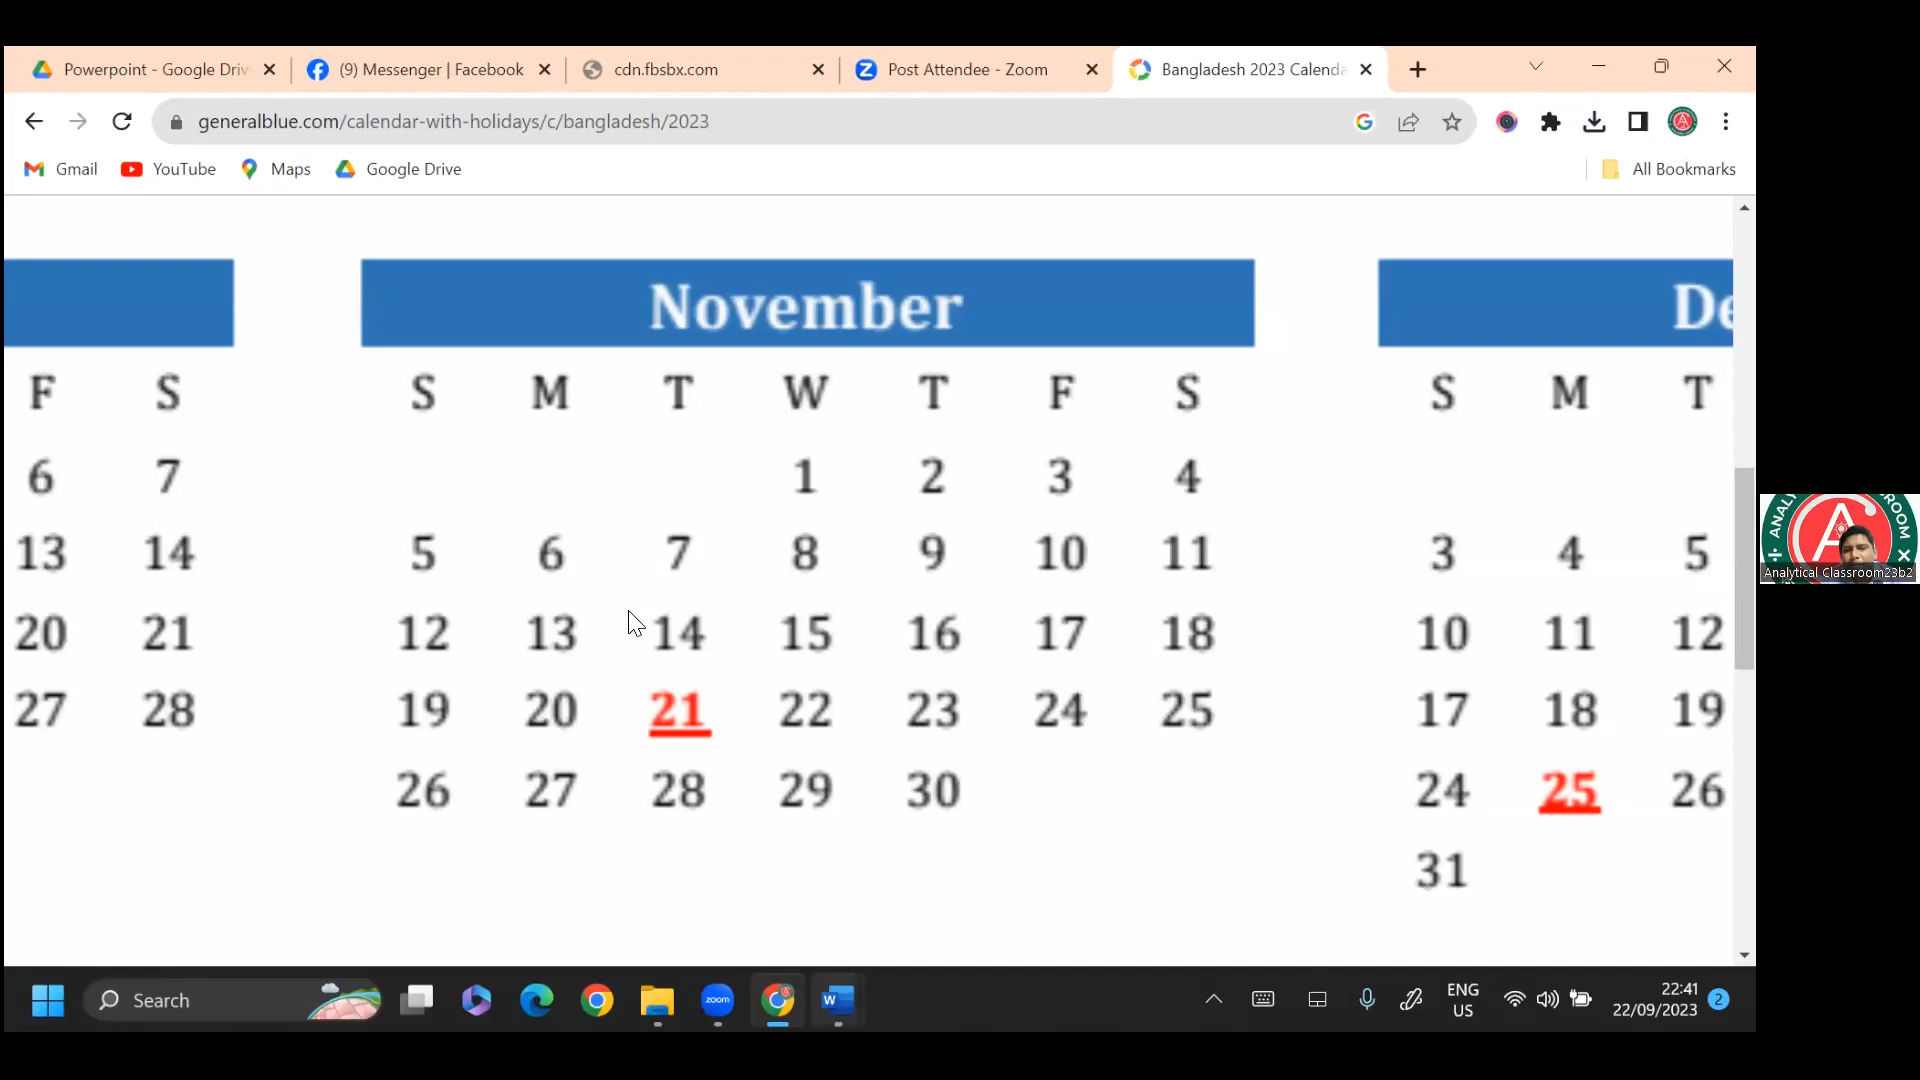 Powerpoint - Google Driv
(9) Messenger | Facebook
cdn.fbsbx.com
Post Attendee - Zoom
Bangladesh 2023 Calenda
generalblue.com/calendar-with-holidays/c/bangladesh/2023
Gmail
YouTube
Maps
Google Drive
All Bookmarks
November
De
F S
S M T W T F S
S M T
6 7
1 2 3 4
13 14
5 6 7 8 9 10 11
3 4 5
20 21
12 13 14 15 16 17 18
10 11 12
27 28
19 20 21 22 23 24 25
17 18 19
26 27 28 29 30
24 25 26
31
Analytical Classroom23b2
Search
zoom
W
ENG
US
22:41
22/09/2023
2